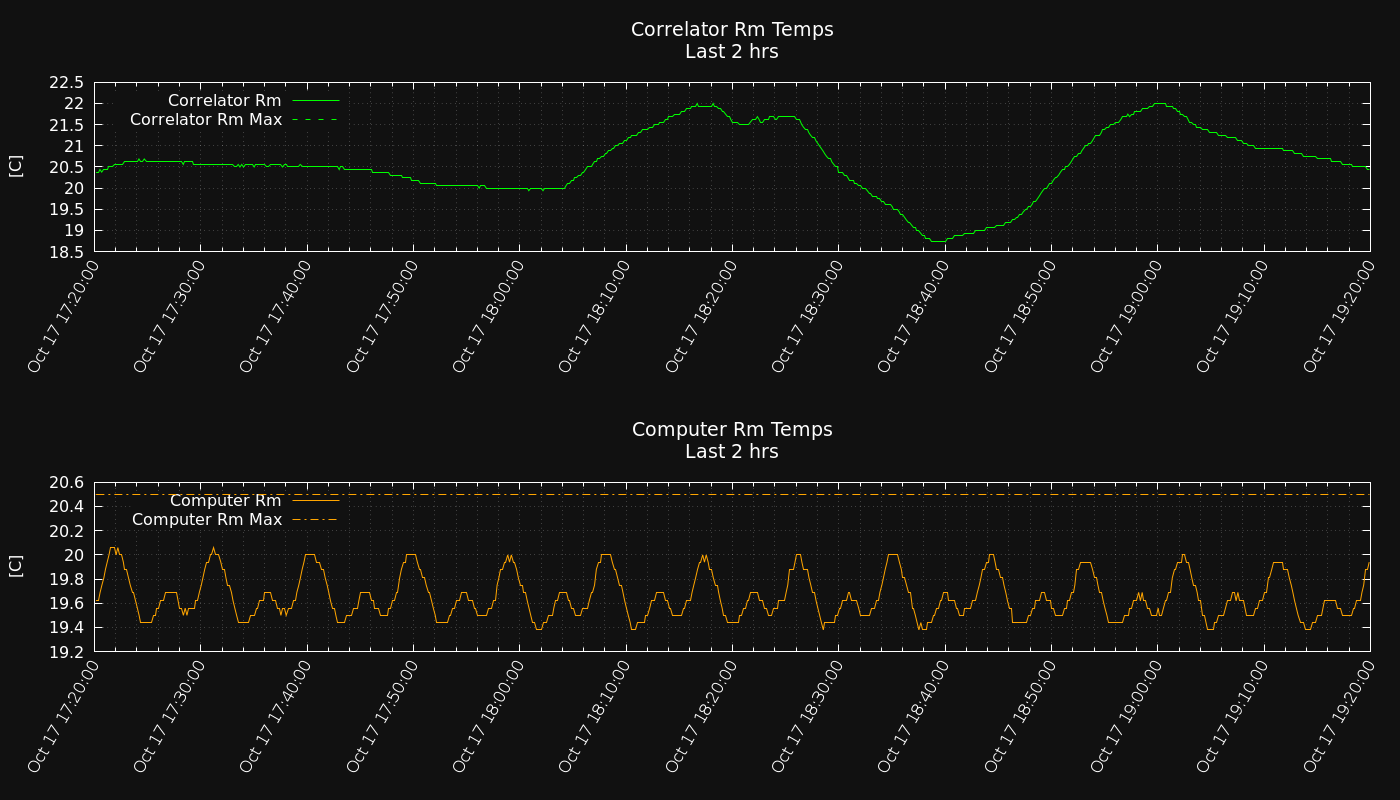 Correlator Rm Temps
Last 2 hrs
22.5
22
21.5
21
20.5
20
19.5
19
18.5
[C]
Correlator Rm
Correlator Rm Max
Oct 17 17:20:00
Oct 17 17:30:00
Oct 17 17:40:00
Oct 17 17:50:00
Oct 17 18:00:00
Oct 17 18:10:00
Oct 17 18:20:00
Oct 17 18:30:00
Oct 17 18:40:00
Oct 17 18:50:00
Oct 17 19:00:00
Oct 17 19:10:00
Oct 17 19:20:00
Computer Rm Temps
Last 2 hrs
20.6
20.4
20.2
20
19.8
19.6
19.4
19.2
[C]
Computer Rm
Computer Rm Max
Oct 17 17:20:00
Oct 17 17:30:00
Oct 17 17:40:00
Oct 17 17:50:00
Oct 17 18:00:00
Oct 17 18:10:00
Oct 17 18:20:00
Oct 17 18:30:00
Oct 17 18:40:00
Oct 17 18:50:00
Oct 17 19:00:00
Oct 17 19:10:00
Oct 17 19:20:00